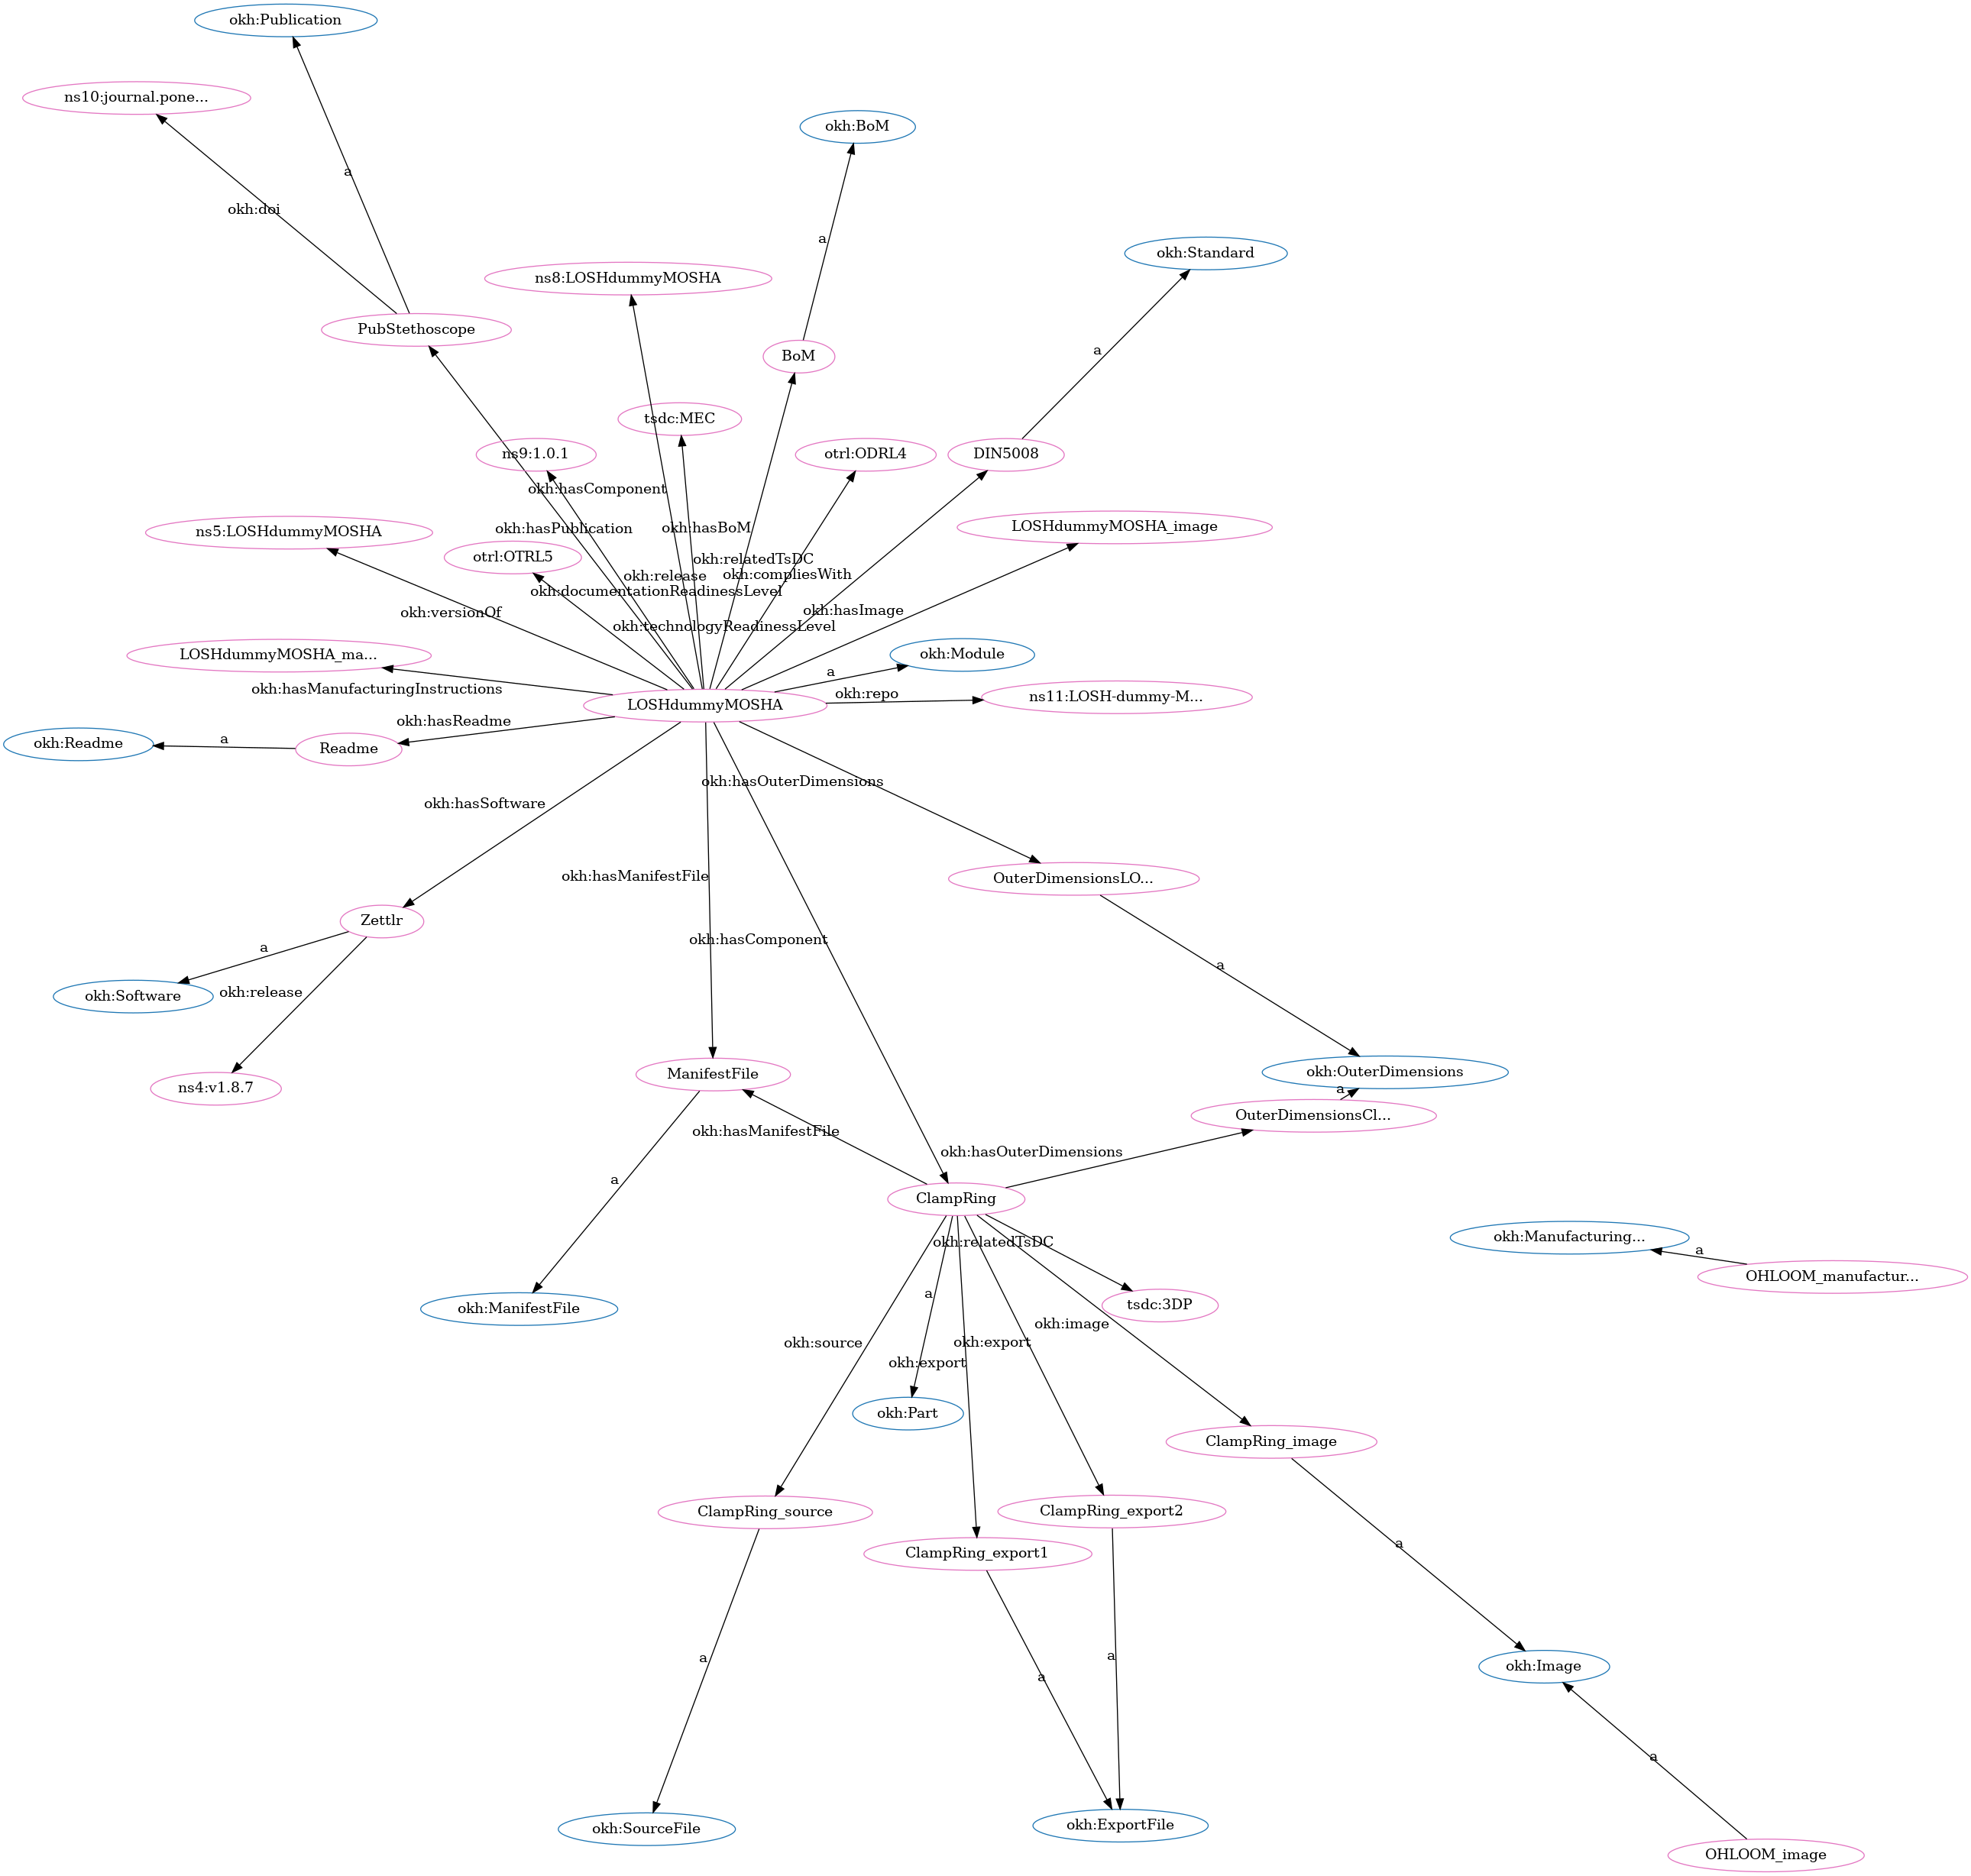 okh:Publication
ns10:journal.pone...
okh:BoM
a
okh:doi
okh:Standard
a
ns8:LOSHdummyMOSHA
PubStethoscope
BoM
a
tsdc:MEC
ns9:1.0.1
otrl:ODRL4
DIN5008
okh:hasComponent
ns5:LOSHdummyMOSHA
okh:hasPublication
okh:hasBoM
LOSHdummyMOSHA_image
otrl:OTRL5
okh:relatedTsDC
okh:release
okh:compliesWith
okh:documentationReadinessLevel
okh:versionOf
okh:hasImage
okh:technologyReadinessLevel
LOSHdummyMOSHA_ma...
okh:Module
a
okh:hasManufacturingInstructions
okh:repo
ns11:LOSH-dummy-M...
LOSHdummyMOSHA
okh:hasReadme
okh:Readme
a
Readme
okh:hasOuterDimensions
okh:hasSoftware
okh:hasManifestFile
OuterDimensionsLO...
Zettlr
okh:hasComponent
a
a
okh:Software
okh:release
okh:OuterDimensions
ManifestFile
ns4:v1.8.7
a
OuterDimensionsCl...
okh:hasManifestFile
okh:hasOuterDimensions
a
ClampRing
okh:relatedTsDC
okh:Manufacturing...
a
OHLOOM_manufactur...
a
okh:ManifestFile
tsdc:3DP
okh:image
okh:source
okh:export
okh:export
okh:Part
ClampRing_image
ClampRing_source
ClampRing_export2
a
ClampRing_export1
a
a
a
okh:Image
a
okh:SourceFile
okh:ExportFile
OHLOOM_image
a